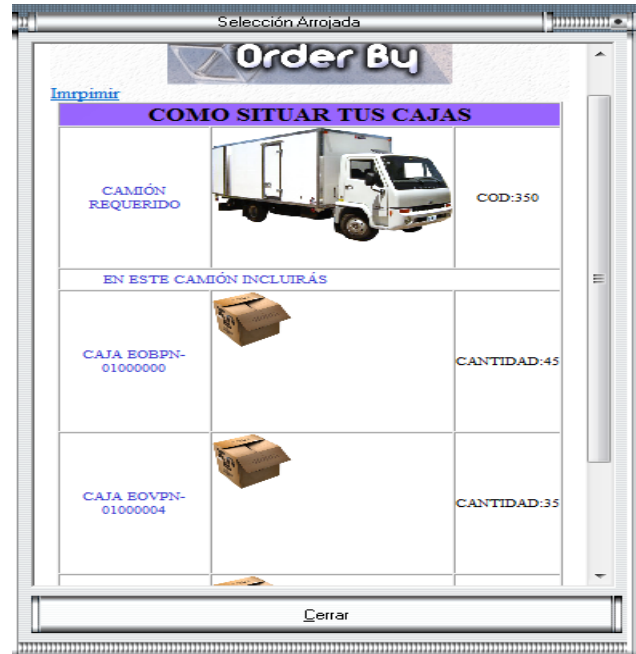 Selección Arrojada
Order By
Imrpimir
COMO SITUAR TUS CAJAS
CAMIÓN
REQUERIDO
COD:350
EN ESTE CAMIÓN INCLUIRÁS
CAJA EOBPN-
01000000
CANTIDAD:45
CAJA EOVPN-
01000004
CANTIDAD:35
Cerrar